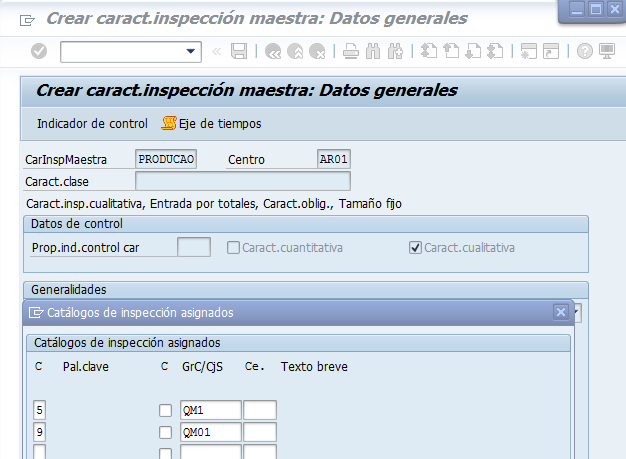 Crear caract.inspección maestra: Datos generales
Crear caract.inspección maestra: Datos generales
Indicador de control Eje de tiempos
CarInspMaestra PRODUCAO Centro AR01
Caract.clase
Caract.insp.cualitativa, Entrada por totales, Caract.oblig., Tamaño fijo
Datos de control
Prop.ind.control car Caract.cuantitativa Caract.cualitativa
Generalidades
Catálogos de inspección asignados
Catálogos de inspección asignados
C Pal.clave C GrC/CjS Ce. Texto breve
5 QM1
9 QM01